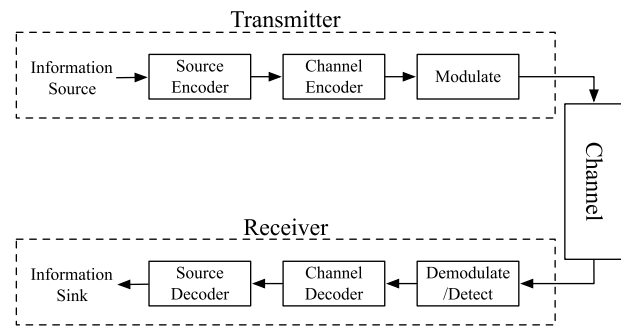 Transmitter
Information
Source
Source
Encoder
Channel
Encoder
Modulate
Channel
Receiver
Information
Sink
Source
Decoder
Channel
Decoder
Demodulate
/Detect